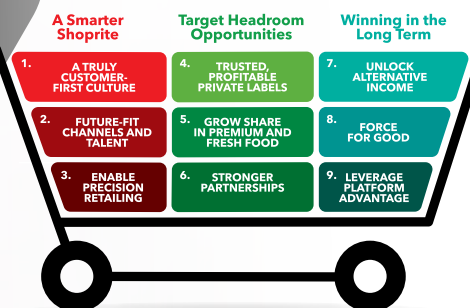 A Smarter
Shoprite
Target Headroom
Opportunities
Winning in the
Long Term
1.
A TRULY
CUSTOMER-
FIRST CULTURE
4.
TRUSTED,
PROFITABLE
PRIVATE LABELS
7.
UNLOCK
ALTERNATIVE
INCOME
2.
FUTURE-FIT
CHANNELS AND
TALENT
5.
GROW SHARE
IN PREMIUM AND
FRESH FOOD
8.
FORCE
FOR GOOD
3.
ENABLE
PRECISION
RETAILING
6.
STRONGER
PARTNERSHIPS
9.
LEVERAGE
PLATFORM
ADVANTAGE